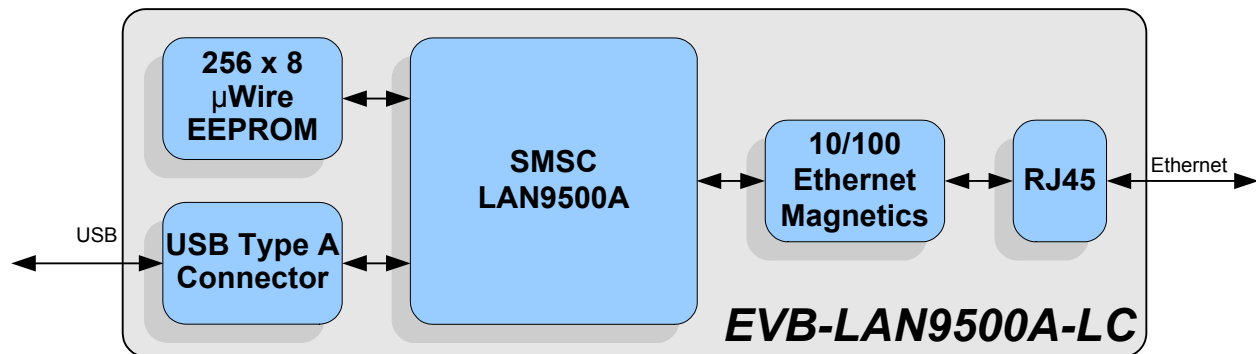 256 x 8
µWire
EEPROM
SMSC
LAN9500A
10/100
Ethernet
Magnetics
RJ45
Ethernet
USB
USB Type A
Connector
EVB-LAN9500A-LC